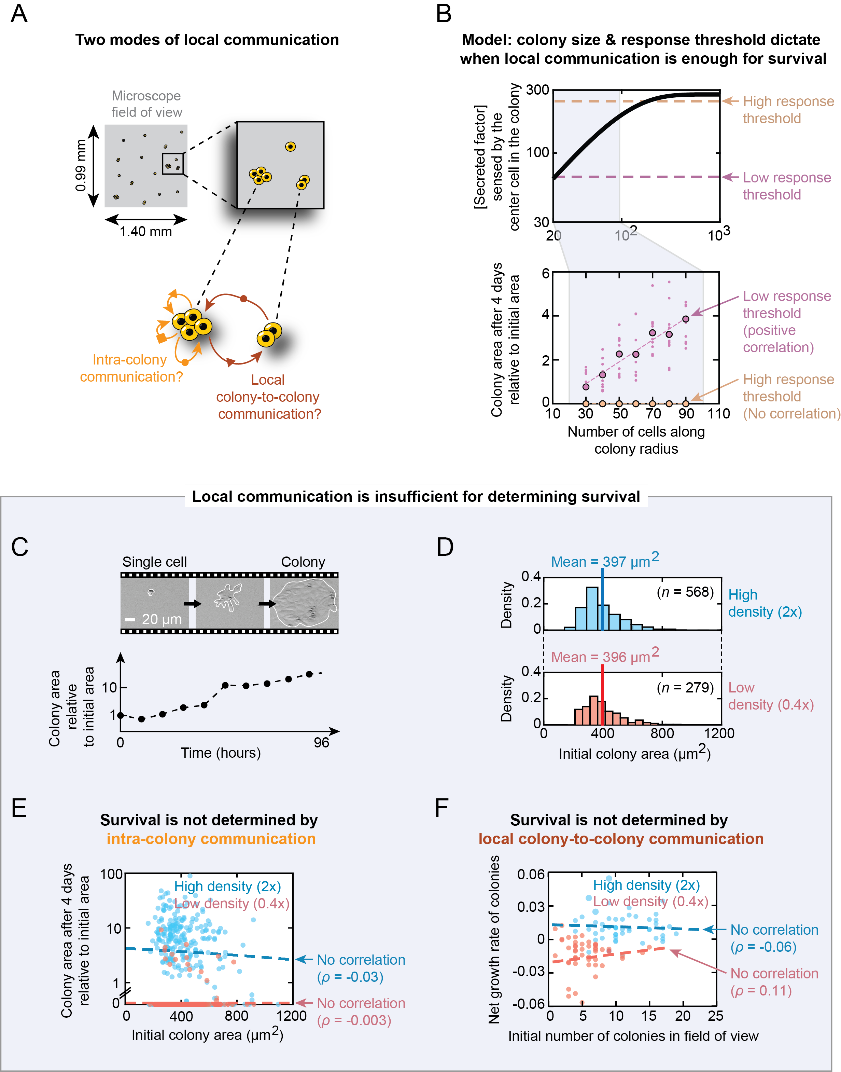 A
Two modes of local communication
Microscope
field of view
0.99 mm
1.40 mm
Intra-colony
communication?
Local
colony-to-colony
communication?
B
Model: colony size & response threshold dictate
when local communication is enough for survival
[Secreted factor]
sensed by the
center cell in the colony
300
100
30
20
10²
10³
High response
threshold
Low response
threshold
Colony area after 4 days
relative to initial area
6
4
2
0
10
30
50
70
90
110
Number of cells along
colony radius
Low response
threshold
(positive
correlation)
High response
threshold
(No correlation)
Local communication is insufficient for determining survival
C
Single cell
Colony
20 μm
Colony area
relative
to initial area
10
1
0
96
Time (hours)
D
Mean = 397 μm²
Density
0.4
0.2
0
(n = 568)
High
density (2x)
Mean = 396 μm²
Density
0.4
0.2
0
(n = 279)
Low
density (0.4x)
0
400
800
1200
Initial colony area (μm²)
E
Survival is not determined by
intra-colony communication
Colony area after 4 days
relative to initial area
100
10
1
0
High density (2x)
Low density (0.4x)
No correlation
(ρ = -0.03)
No correlation
(ρ = -0.003)
400
800
1200
Initial colony area (μm²)
F
Survival is not determined by
local colony-to-colony communication
Net growth rate of colonies
0.06
0.03
0
-0.03
-0.06
High density (2x)
Low density (0.4x)
No correlation
(ρ = -0.06)
No correlation
(ρ = 0.11)
0
5
10
15
20
25
Initial number of colonies in field of view